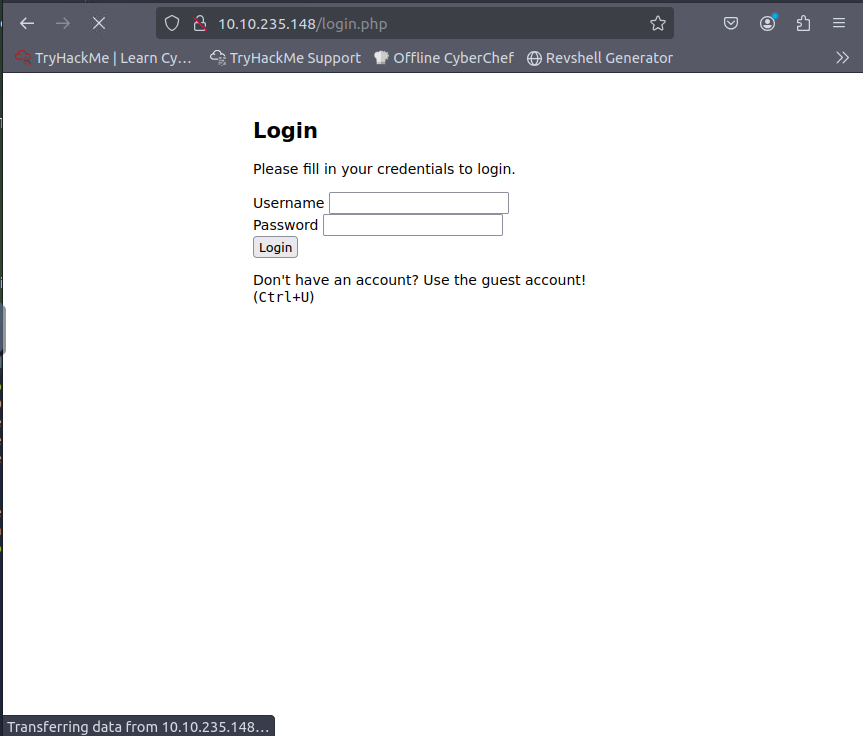 10.10.235.148/login.php
TryHackMe | Learn Cy… TryHackMe Support Offline CyberChef Revshell Generator
Login
Please fill in your credentials to login.
Username
Password
Login
Don't have an account? Use the guest account!
(Ctrl+U)
Transferring data from 10.10.235.148…